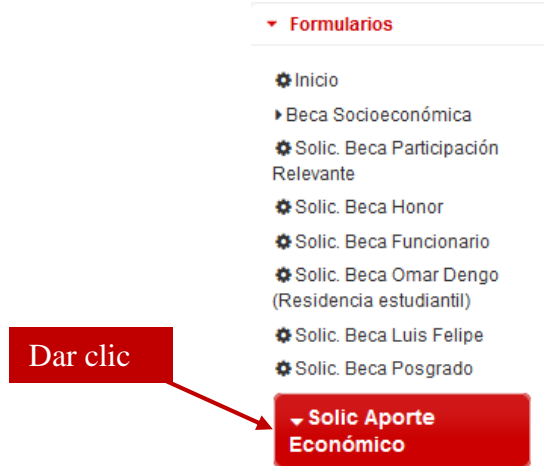 Formularios
Inicio
Beca Socioeconómica
Solic. Beca Participación
Relevante
Solic. Beca Honor
Solic. Beca Funcionario
Solic. Beca Omar Dengo
(Residencia estudiantil)
Solic. Beca Luis Felipe
Solic. Beca Posgrado
Dar clic
Solic Aporte
Económico